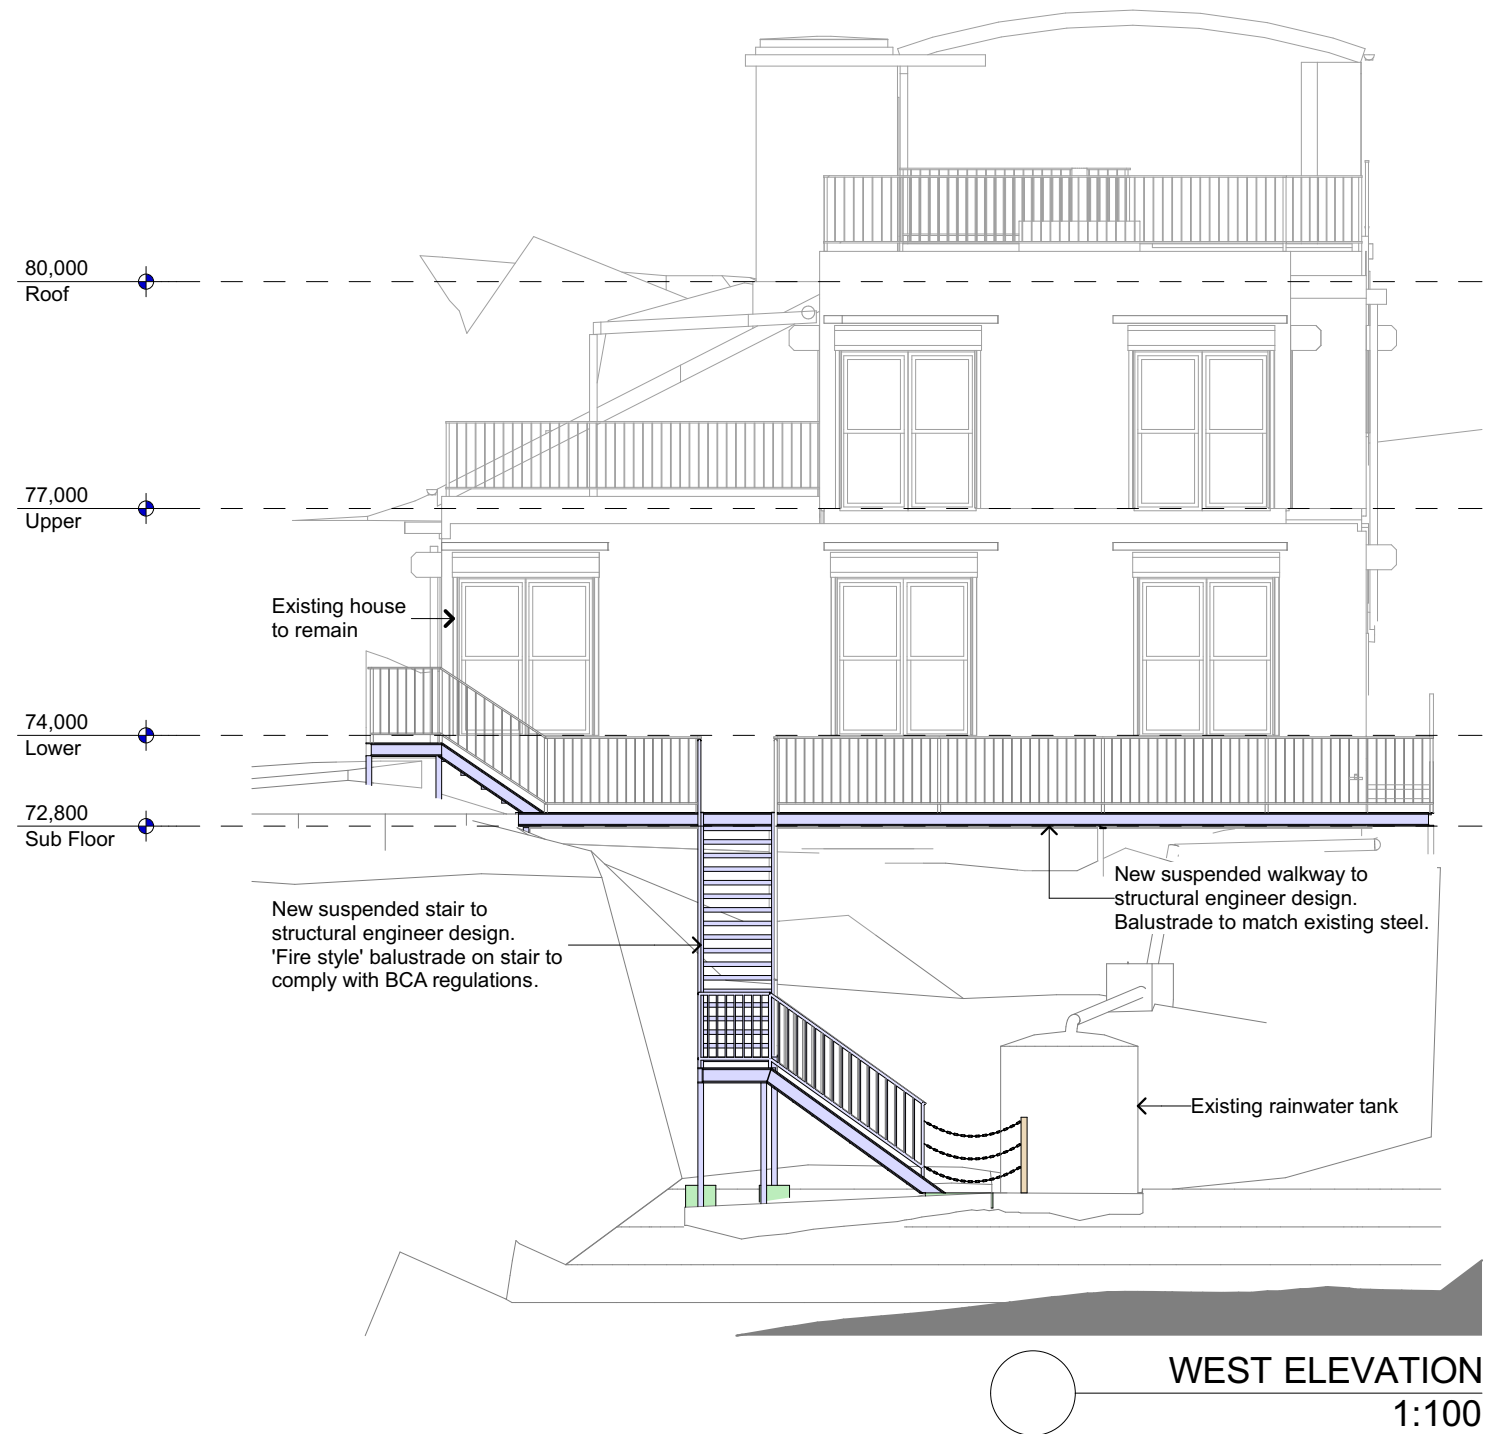 80,000
Roof
77,000
Upper
Existing house
to remain
74,000
Lower
72,800
Sub Floor
New suspended walkway to
structural engineer design.
Balustrade to match existing steel.
New suspended stair to
structural engineer design.
'Fire style' balustrade on stair to
comply with BCA regulations.
Existing rainwater tank
WEST ELEVATION
1:100